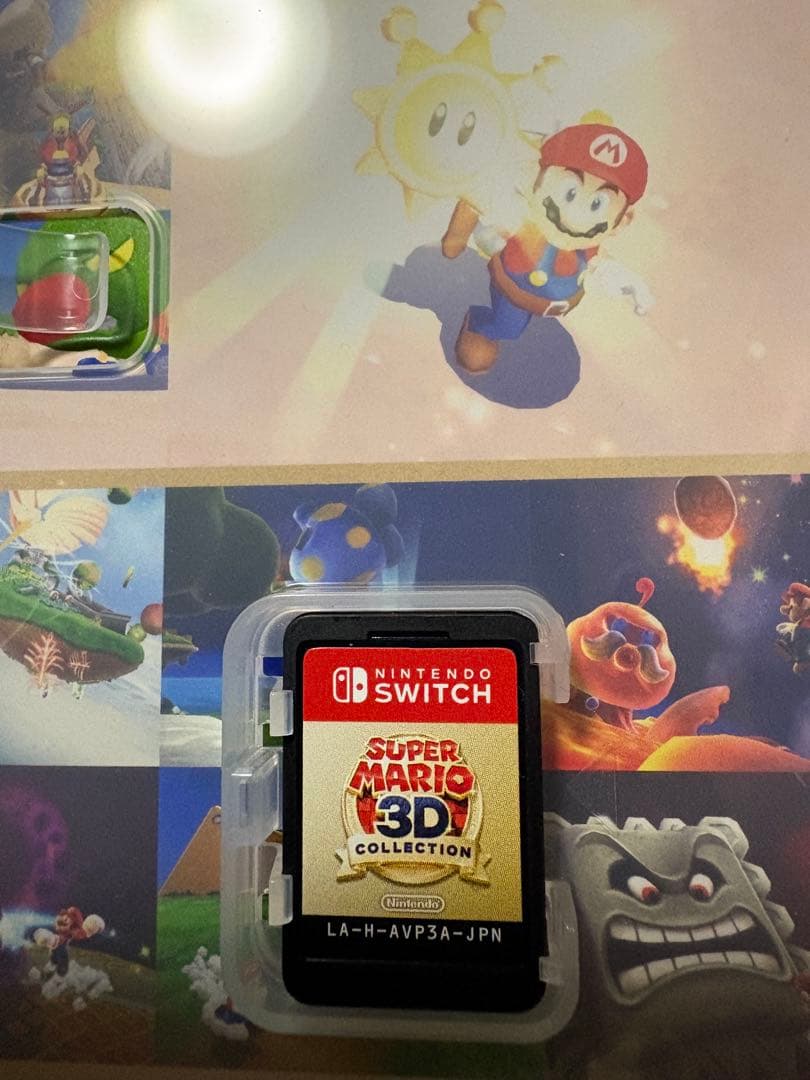 M
NINTENDO
SWITCH
SUPER
MARIO
3D
COLLECTION
Nintendo
LA-H-AVP3A-JPN